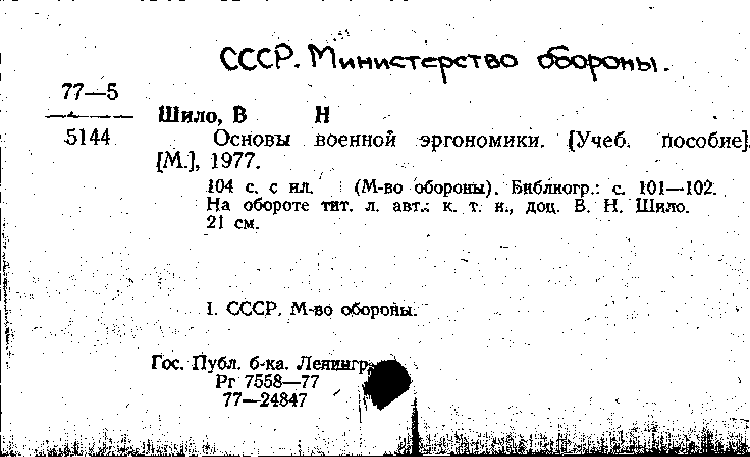 СССР. Министерство обороны.
77—5
5144
Шило, В Н
Основы военной эргономики. [Учеб. пособие].
[М.], 1977.
104 с. с ил. (М-во обороны). Библиогр.: с. 101—102.
На обороте тит. л. авт.: к. т. н., доц. В. Н. Шило.
21 см.
I. СССР. М-во обороны.
Гос. Публ. б-ка. Ленингр.
Рг 7558—77
77—24847